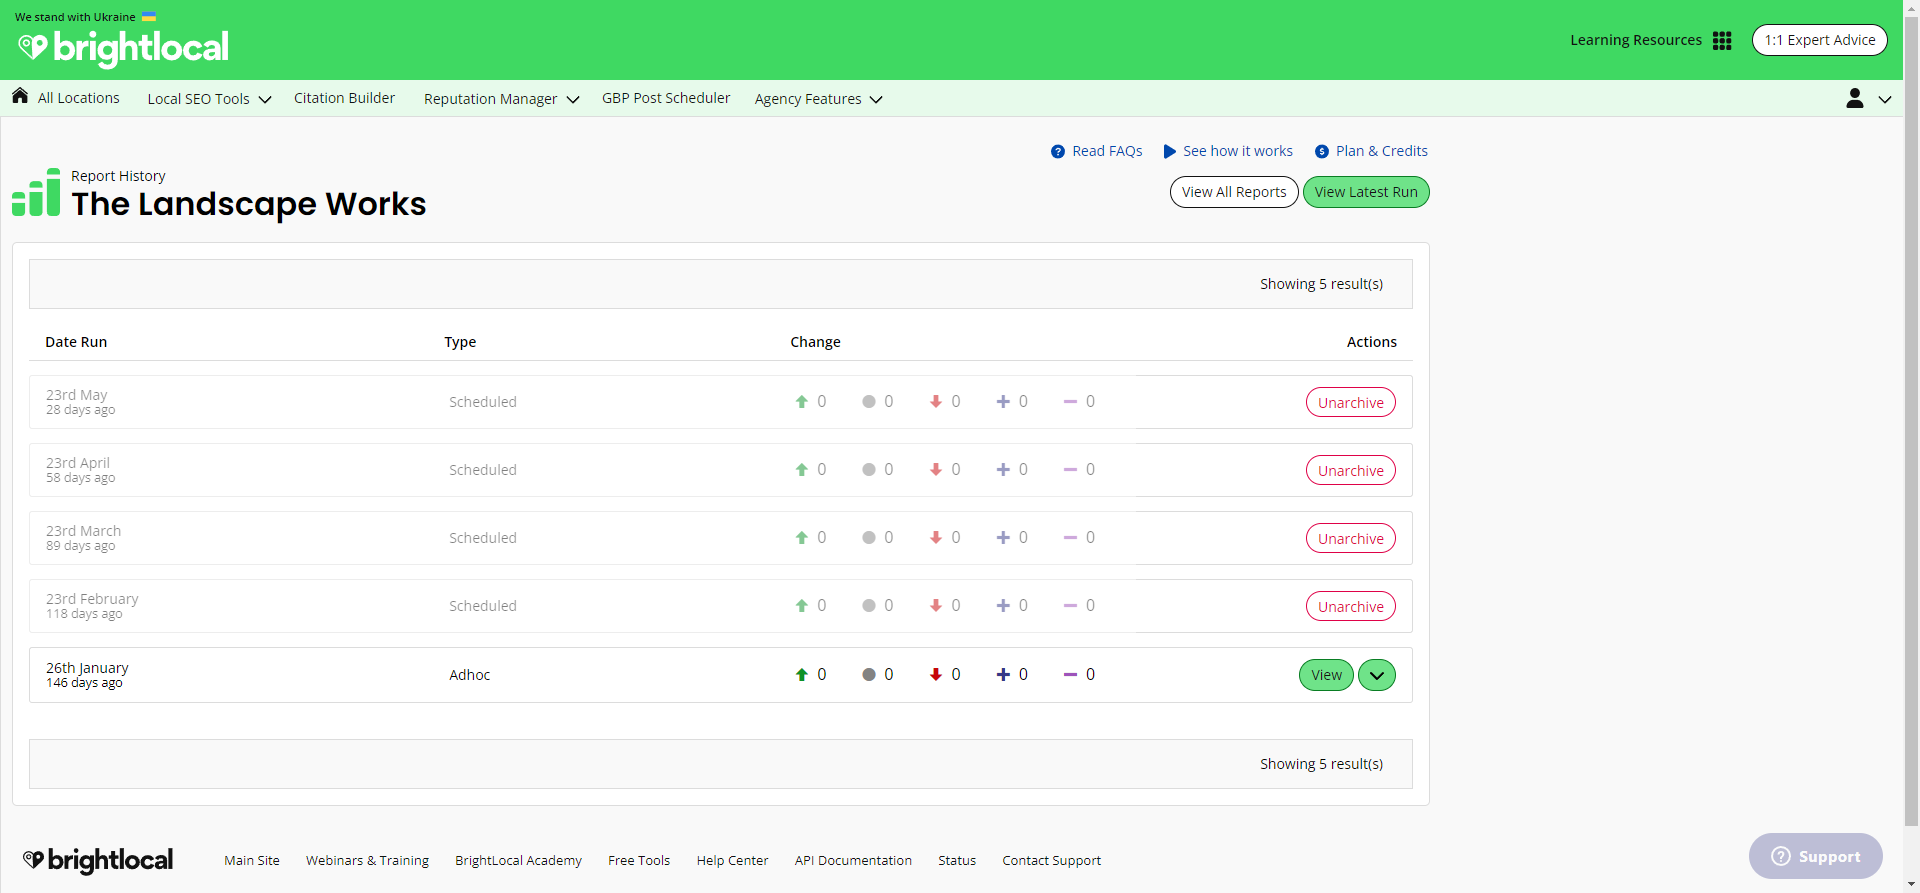 We stand with Ukraine
brightlocal
Learning Resources
1:1 Expert Advice
All Locations
Local SEO Tools
Citation Builder
Reputation Manager
GBP Post Scheduler
Agency Features
Read FAQs
See how it works
Plan & Credits
Report History
The Landscape Works
View All Reports
View Latest Run
Showing 5 result(s)
Date Run Type Change Actions
23rd May
28 days ago
Scheduled 0 0 0 0 0 Unarchive
23rd April
58 days ago
Scheduled 0 0 0 0 0 Unarchive
23rd March
89 days ago
Scheduled 0 0 0 0 0 Unarchive
23rd February
118 days ago
Scheduled 0 0 0 0 0 Unarchive
26th January
146 days ago
Adhoc 0 0 0 0 0 View
Showing 5 result(s)
brightlocal
Main Site Webinars & Training BrightLocal Academy Free Tools Help Center API Documentation Status Contact Support
Support